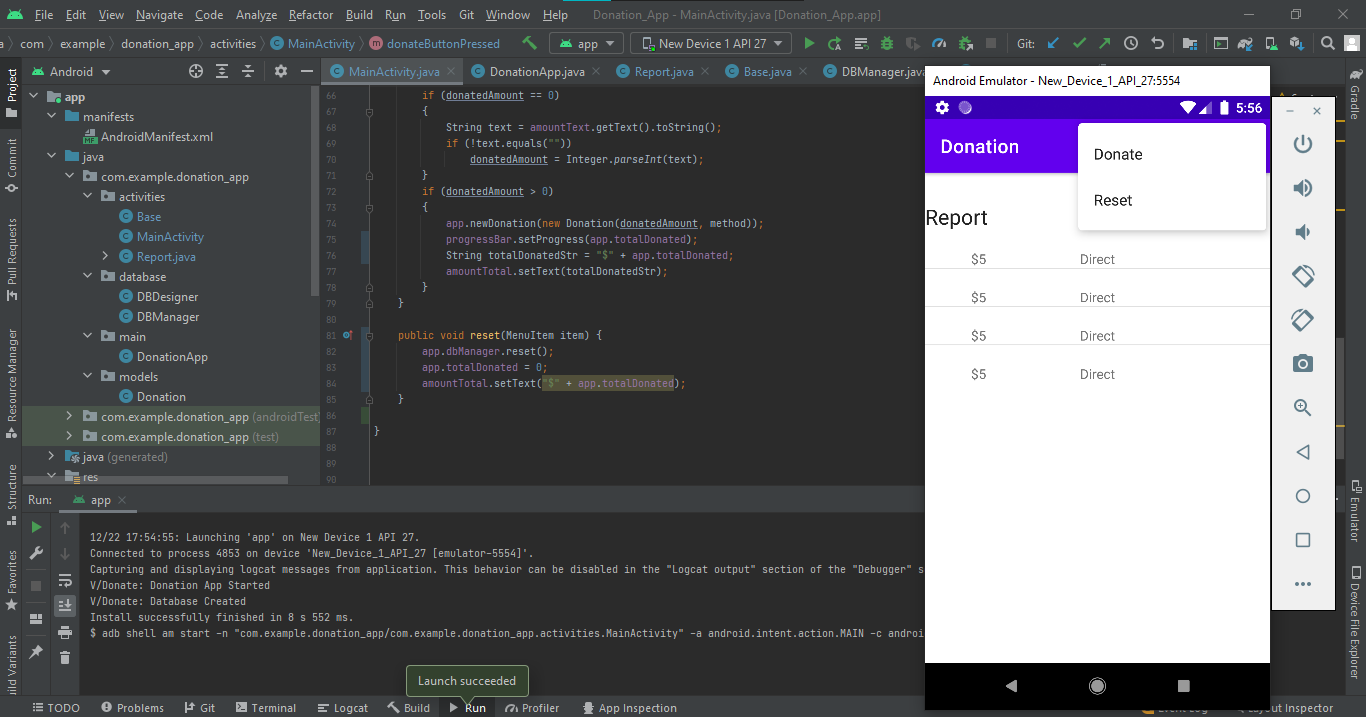 File Edit View Navigate Code Analyze Refactor Build Run Tools Git Window Help Donation_App - MainActivity.java [Donation_App.app]
com example donation_app activities MainActivity donateButtonPressed app New Device 1 API 27 Git:
Android MainActivity.java DonationApp.java Report.java Base.java DBManager.java
Project
Commit
Pull Requests
Resource Manager
Structure
Favorites
Build Variants
app
manifests
AndroidManifest.xml
java
com.example.donation_app
activities
Base
MainActivity
Report.java
database
DBDesigner
DBManager
main
DonationApp
models
Donation
com.example.donation_app (androidTest)
com.example.donation_app (test)
java (generated)
res
66 if (donatedAmount == 0)
67 {
68 String text = amountText.getText().toString();
69 if (!text.equals(""))
70 donatedAmount = Integer.parseInt(text);
71 }
72 if (donatedAmount > 0)
73 {
74 app.newDonation(new Donation(donatedAmount, method));
75 progressBar.setProgress(app.totalDonated);
76 String totalDonatedStr = "$" + app.totalDonated;
77 amountTotal.setText(totalDonatedStr);
78 }
79 }
80
81 public void reset(MenuItem item) {
82 app.dbManager.reset();
83 app.totalDonated = 0;
84 amountTotal.setText("$" + app.totalDonated);
85 }
86
87 }
88
89
90
Android Emulator - New_Device_1_API_27:5554
5:56
Donation
Donate
Reset
Report
$5 Direct
$5 Direct
$5 Direct
$5 Direct
Gradle
Emulator
Device File Explorer
Run: app
12/22 17:54:55: Launching 'app' on New Device 1 API 27.
Connected to process 4853 on device 'New_Device_1_API_27 [emulator-5554]'.
Capturing and displaying logcat messages from application. This behavior can be disabled in the "Logcat output" section of the "Debugger" s
V/Donate: Donation App Started
V/Donate: Database Created
Install successfully finished in 8 s 552 ms.
$ adb shell am start -n "com.example.donation_app/com.example.donation_app.activities.MainActivity" -a android.intent.action.MAIN -c androi
Launch succeeded
TODO Problems Git Terminal Logcat Build Run Profiler App Inspection Event Log Layout Inspector